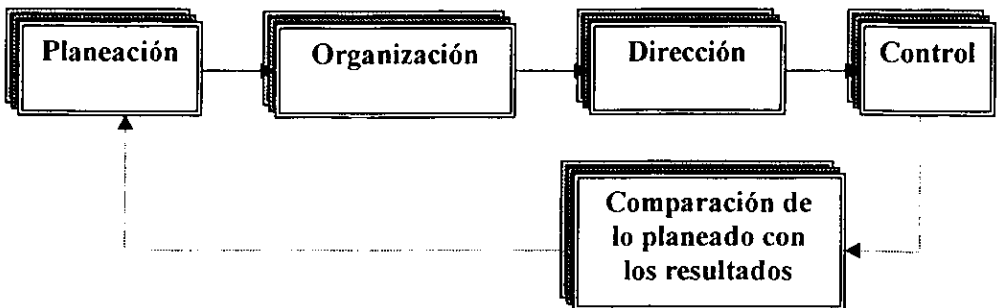 Planeación
Organización
Dirección
Control
Comparación de
lo planeado con
los resultados